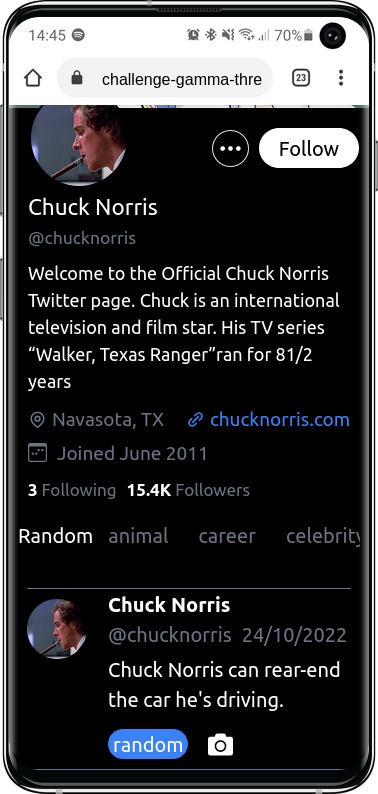 14:45 70%
challenge-gamma-thre 23
Follow
Chuck Norris
@chucknorris
Welcome to the Official Chuck Norris
Twitter page. Chuck is an international
television and film star. His TV series
“Walker, Texas Ranger”ran for 81/2
years
Navasota, TX chucknorris.com
Joined June 2011
3 Following 15.4K Followers
Random animal career celebrity
Chuck Norris
@chucknorris 24/10/2022
Chuck Norris can rear-end
the car he's driving.
random